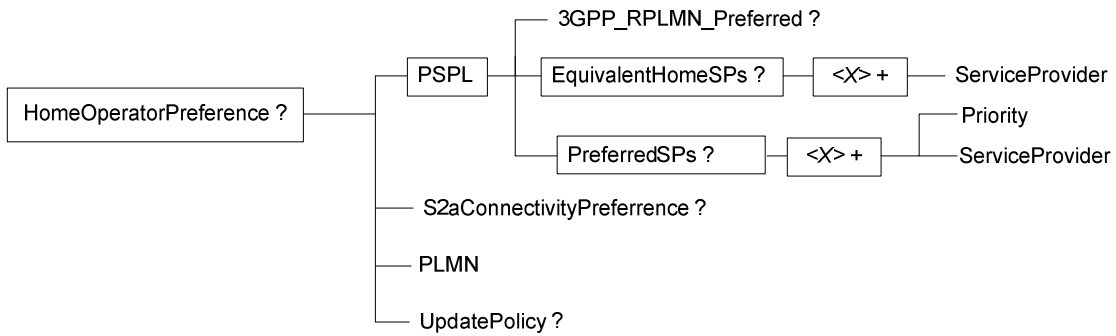 3GPP_RPLMN_Preferred ?
PSPL
EquivalentHomeSPs ?
<X> +
ServiceProvider
HomeOperatorPreference ?
Priority
PreferredSPs ?
<X> +
ServiceProvider
S2aConnectivityPreferrence ?
PLMN
UpdatePolicy ?